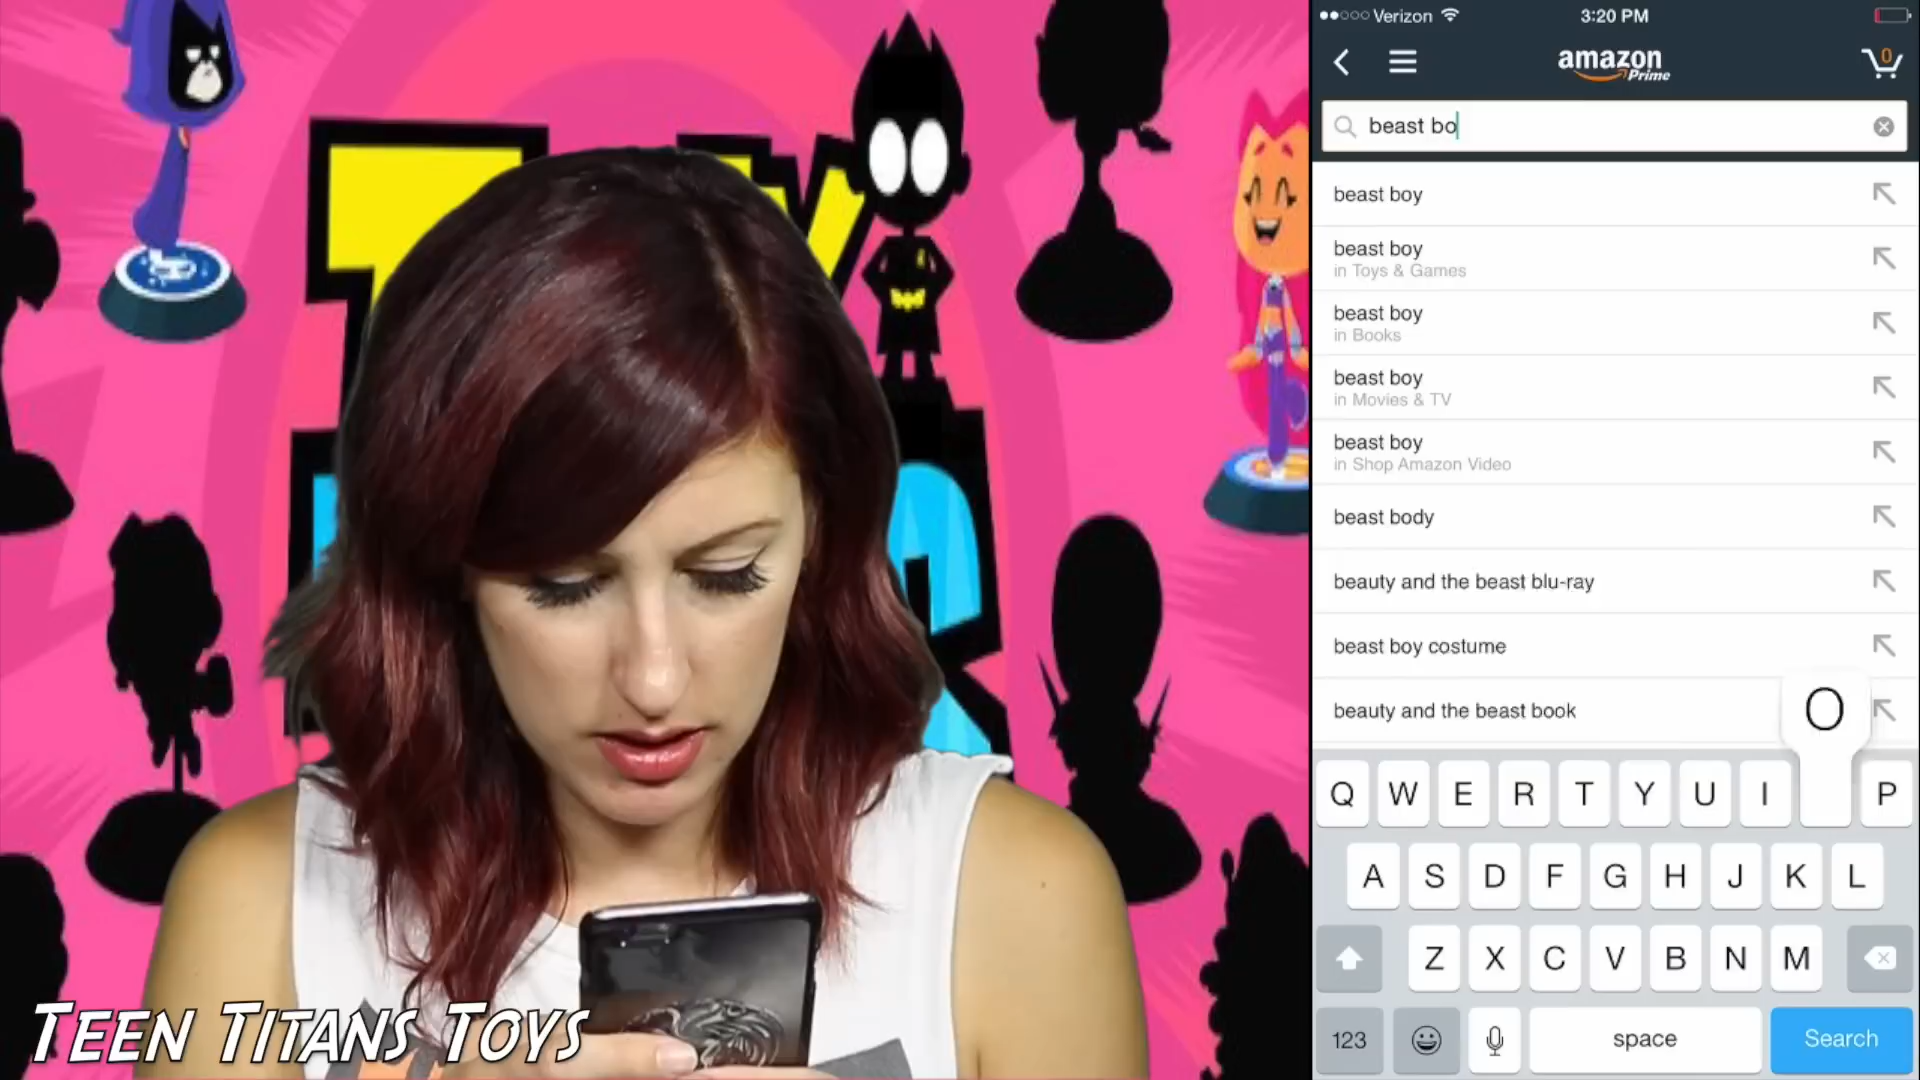 TEEN TITANS TOYS
Verizon
3:20 PM
amazon
Prime
0
beast bo
beast boy
beast boy
in Toys & Games
beast boy
in Books
beast boy
in Movies & TV
beast boy
in Shop Amazon Video
beast body
beauty and the beast blu-ray
beast boy costume
beauty and the beast book
O
Q W E R T Y U I P
A S D F G H J K L
Z X C V B N M
123 space Search